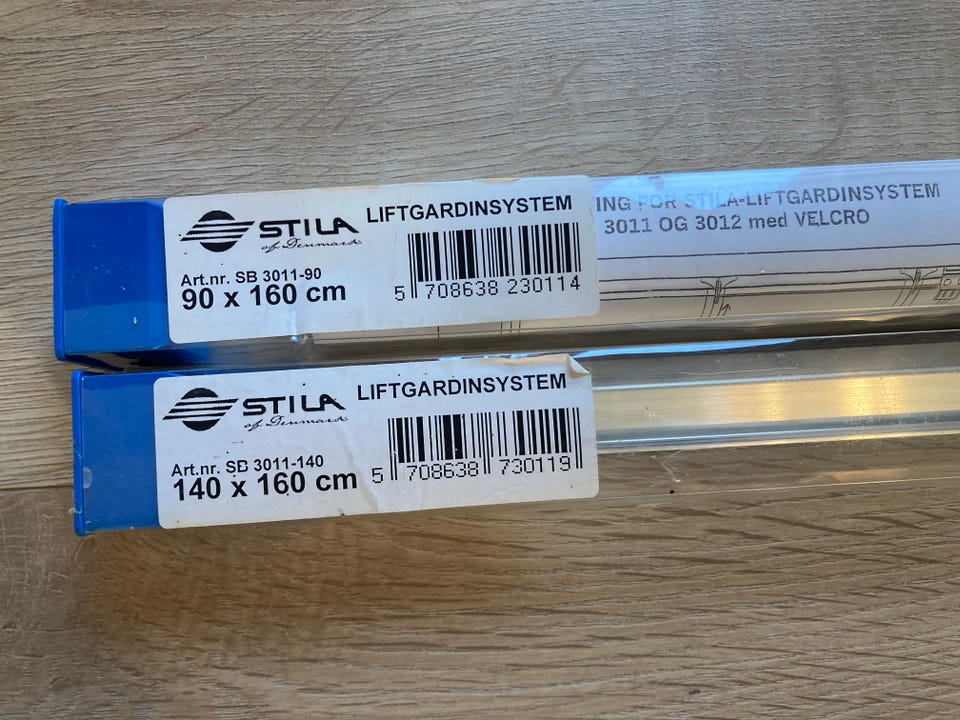 STILA
of Denmark
LIFTGARDINSYSTEM
Art.nr. SB 3011-90
90 x 160 cm
5 708638 230114
ING FOR STILA-LIFTGARDINSYSTEM
3011 OG 3012 med VELCRO
STILA
of Denmark
LIFTGARDINSYSTEM
Art.nr. SB 3011-140
140 x 160 cm
5 708638 730119